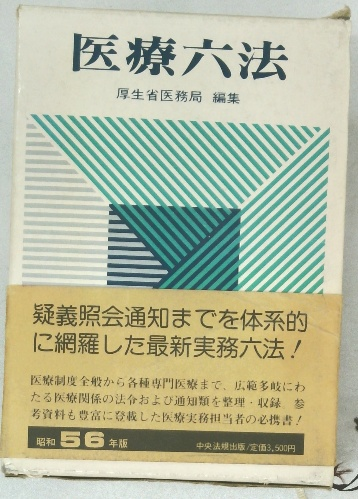 医療六法
厚生省医務局 編集
疑義照会通知までを体系的
に網羅した最新実務六法!
医療制度全般から各種専門医療まで、広範多岐にわ
たる医療関係の法令および通知類を整理・収録 参
考資料も豊富に登載した医療実務担当者の必携書!
昭和 56 年版
中央法規出版/定価3,500円